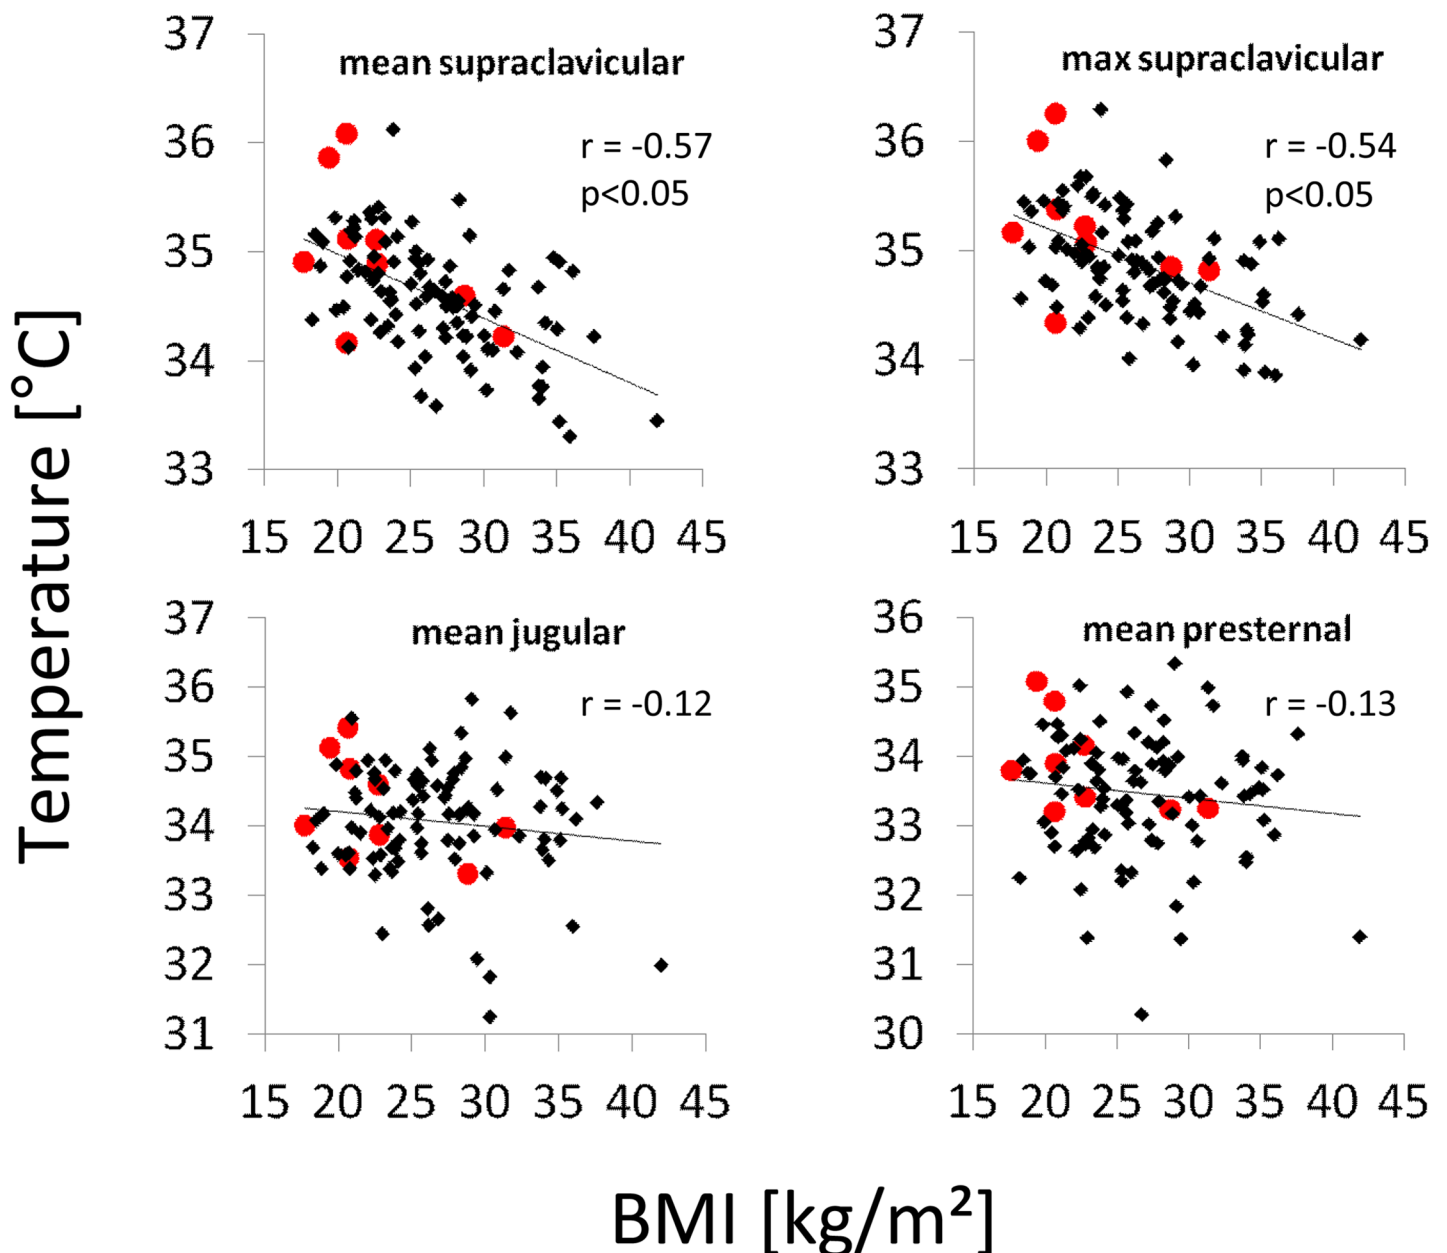 Temperature [°C]
mean supraclavicular
r = -0.57
p<0.05
37
36
35
34
33
15 20 25 30 35 40 45
max supraclavicular
r = -0.54
p<0.05
37
36
35
34
33
15 20 25 30 35 40 45
mean jugular
r = -0.12
37
36
35
34
33
32
31
15 20 25 30 35 40 45
mean presternal
r = -0.13
36
35
34
33
32
31
30
15 20 25 30 35 40 45
BMI [kg/m²]